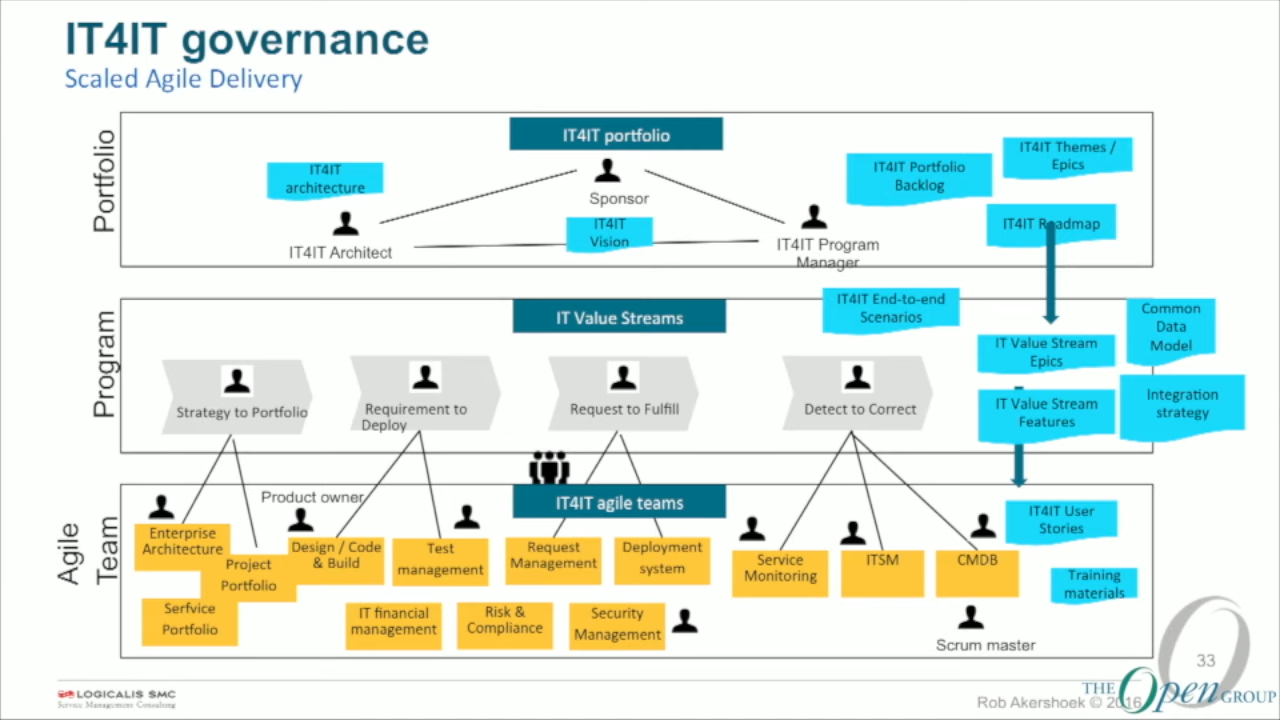 IT4IT governance
Scaled Agile Delivery
Portfolio
IT4IT portfolio
IT4IT
architecture
Sponsor
IT4IT Architect
IT4IT
Vision
IT4IT Program
Manager
IT4IT Portfolio
Backlog
IT4IT Themes /
Epics
IT4IT Roadmap
Program
IT Value Streams
IT4IT End-to-end
Scenarios
Common
Data
Model
IT Value Stream
Epics
IT Value Stream
Features
Integration
strategy
Strategy to Portfolio
Requirement to
Deploy
Request to Fulfill
Detect to Correct
Agile
Team
IT4IT agile teams
Product owner
Enterprise
Architecture
Project
Portfolio
Serfvice
Portfolio
Design / Code
& Build
Test
management
IT financial
management
Risk &
Compliance
Request
Management
Deployment
system
Security
Management
Service
Monitoring
ITSM
CMDB
IT4IT User
Stories
Training
materials
Scrum master
33
LOGICALIS SMC
Service Management Consulting
Rob Akershoek © 2016
THE Open GROUP